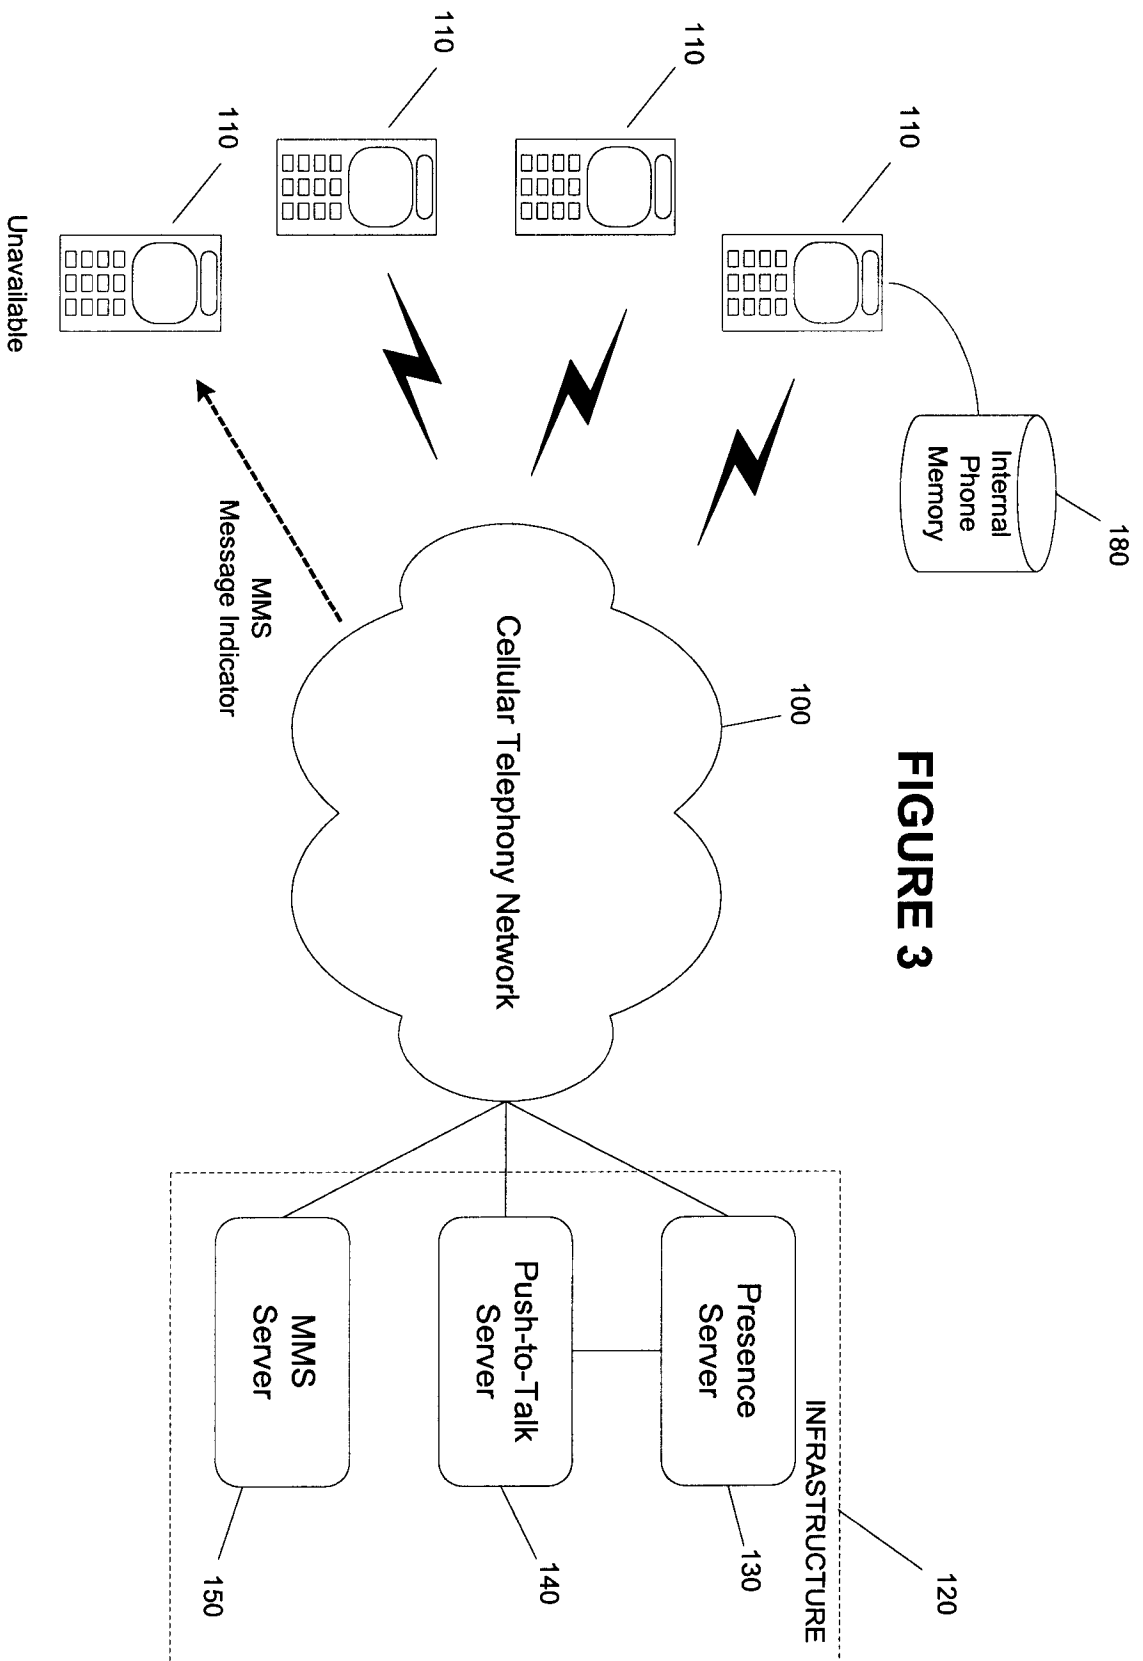 FIGURE 3
180
Internal
Phone
Memory
110
110
110
110
Unavailable
100
Cellular Telephony Network
MMS
Message Indicator
120
INFRASTRUCTURE
Presence
Server
130
Push-to-Talk
Server
140
MMS
Server
150